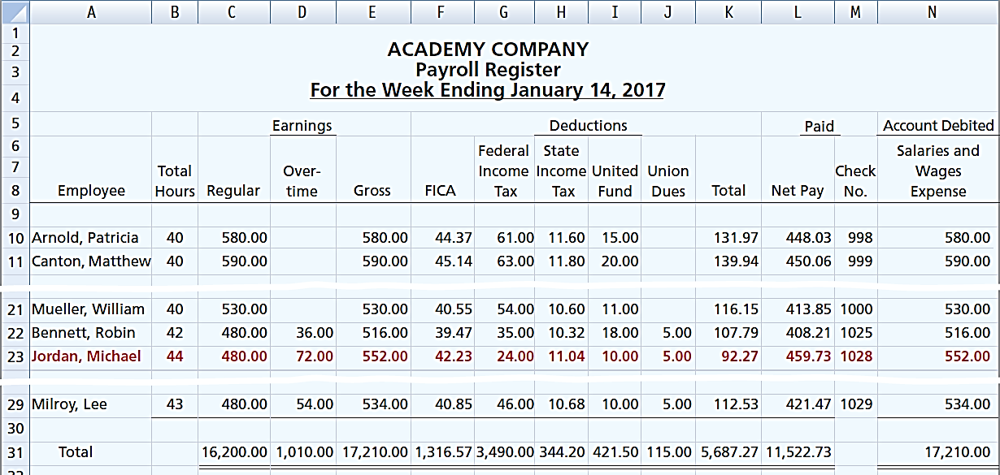 A B C D E F G H I J K L M N
1
2 ACADEMY COMPANY
3 Payroll Register
4 For the Week Ending January 14, 2017
5 Earnings Deductions Paid Account Debited
6 Federal State Salaries and
7 Total Over- Income Income United Union Check Wages
8 Employee Hours Regular time Gross FICA Tax Tax Fund Dues Total Net Pay No. Expense
9
10 Arnold, Patricia 40 580.00 580.00 44.37 61.00 11.60 15.00 131.97 448.03 998 580.00
11 Canton, Matthew 40 590.00 590.00 45.14 63.00 11.80 20.00 139.94 450.06 999 590.00
21 Mueller, William 40 530.00 530.00 40.55 54.00 10.60 11.00 116.15 413.85 1000 530.00
22 Bennett, Robin 42 480.00 36.00 516.00 39.47 35.00 10.32 18.00 5.00 107.79 408.21 1025 516.00
23 Jordan, Michael 44 480.00 72.00 552.00 42.23 24.00 11.04 10.00 5.00 92.27 459.73 1028 552.00
29 Milroy, Lee 43 480.00 54.00 534.00 40.85 46.00 10.68 10.00 5.00 112.53 421.47 1029 534.00
30
31 Total 16,200.00 1,010.00 17,210.00 1,316.57 3,490.00 344.20 421.50 115.00 5,687.27 11,522.73 17,210.00